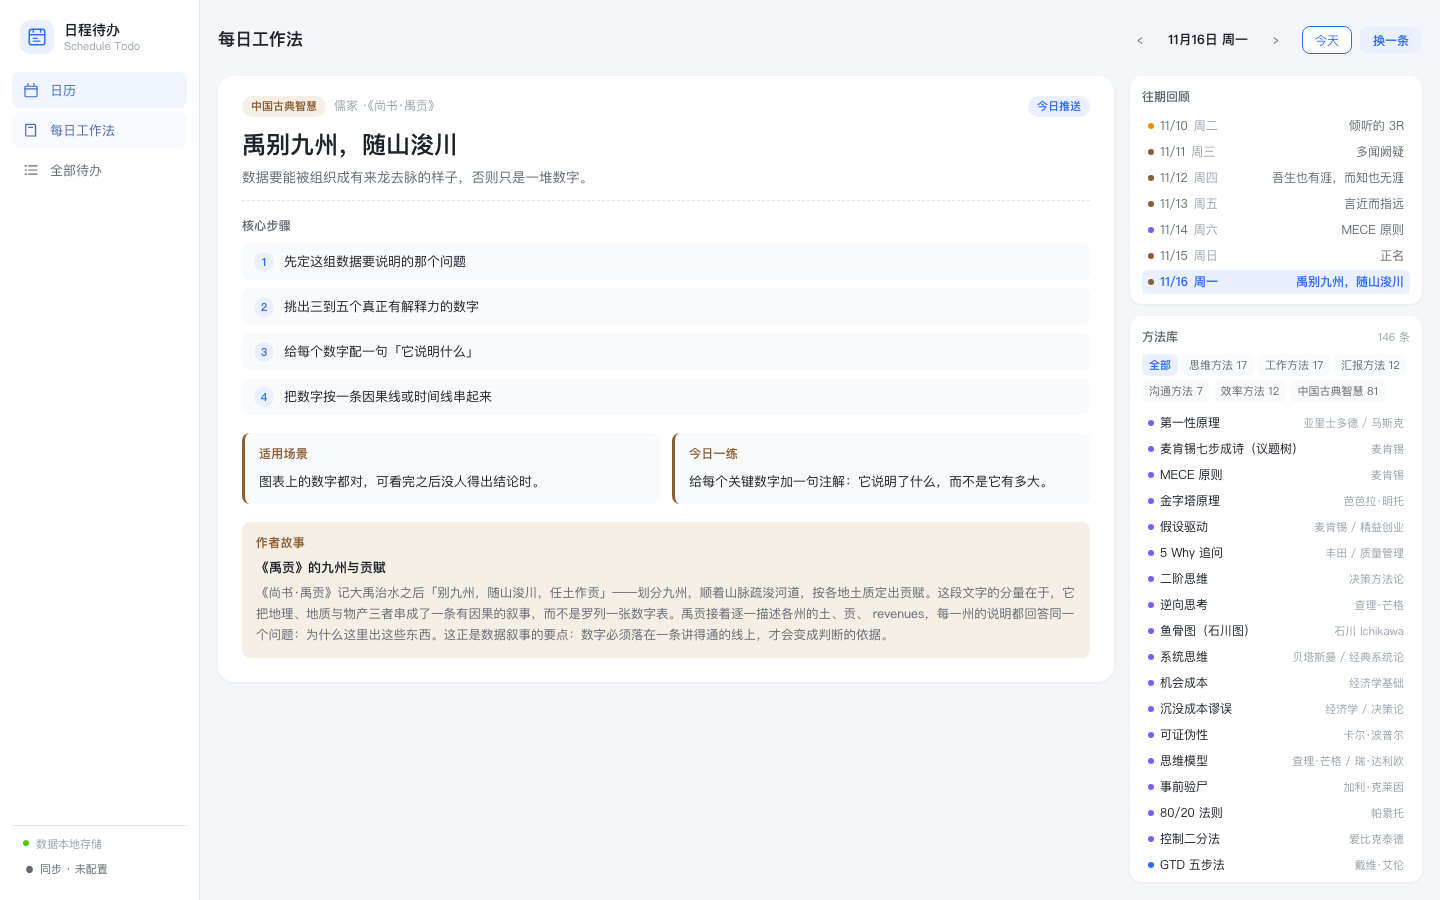 日程待办
Schedule Todo
日历
每日工作法
全部待办
数据本地存储
同步 · 未配置
每日工作法
‹ 11月16日 周一 › 今天 换一条
中国古典智慧 儒家 ·《尚书·禹贡》 今日推送
禹别九州，随山浚川
数据要能被组织成有来龙去脉的样子，否则只是一堆数字。
核心步骤
1 先定这组数据要说明的那个问题
2 挑出三到五个真正有解释力的数字
3 给每个数字配一句「它说明什么」
4 把数字按一条因果线或时间线串起来
适用场景
图表上的数字都对，可看完之后没人得出结论时。
今日一练
给每个关键数字加一句注解：它说明了什么，而不是它有多大。
作者故事
《禹贡》的九州与贡赋
《尚书·禹贡》记大禹治水之后「别九州，随山浚川，任土作贡」——划分九州，顺着山脉疏浚河道，按各地土质定出贡赋。这段文字的分量在于，它
把地理、地质与物产三者串成了一条有因果的叙事，而不是罗列一张数字表。禹贡接着逐一描述各州的土、贡、 revenues，每一州的说明都回答同一
个问题：为什么这里出这些东西。这正是数据叙事的要点：数字必须落在一条讲得通的线上，才会变成判断的依据。
往期回顾
11/10 周二 倾听的 3R
11/11 周三 多闻阙疑
11/12 周四 吾生也有涯，而知也无涯
11/13 周五 言近而指远
11/14 周六 MECE 原则
11/15 周日 正名
11/16 周一 禹别九州，随山浚川
方法库 146 条
全部 思维方法 17 工作方法 17 汇报方法 12
沟通方法 7 效率方法 12 中国古典智慧 81
第一性原理 亚里士多德 / 马斯克
麦肯锡七步成诗（议题树） 麦肯锡
MECE 原则 麦肯锡
金字塔原理 芭芭拉·明托
假设驱动 麦肯锡 / 精益创业
5 Why 追问 丰田 / 质量管理
二阶思维 决策方法论
逆向思考 查理·芒格
鱼骨图（石川图） 石川 Ichikawa
系统思维 贝塔斯曼 / 经典系统论
机会成本 经济学基础
沉没成本谬误 经济学 / 决策论
可证伪性 卡尔·波普尔
思维模型 查理·芒格 / 瑞·达利欧
事前验尸 加利·克莱因
80/20 法则 帕累托
控制二分法 爱比克泰德
GTD 五步法 戴维·艾伦